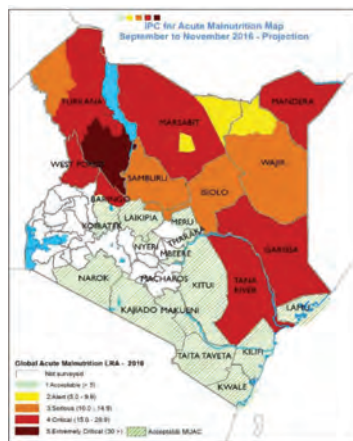 IPC for Acute Malnutrition Map
September to November 2016 - Projection
TURKANA
MARSABIT
MANDERA
WEST POKOT
SAMBURU
WAJIR
ISIOLO
BARINGO
LAIKIPIA
MERU
KOIBATEK
THARAKA
NYERI
MBEERE
GARISSA
NAROK
MACHAKOS
KITUI
TANA
RIVER
KAJIADO
MAKUENI
LAMU
TAITA TAVETA
KILIFI
KWALE
Global Acute Malnutrition LRA - 2016
Not surveyed
1:Acceptable (< 5)
2:Alert (5.0 - 9.9)
3:Serious (10.0 - 14.9)
4:Critical (15.0 - 29.9)
5:Extremely Critical (30 +)
Acceptable MUAC